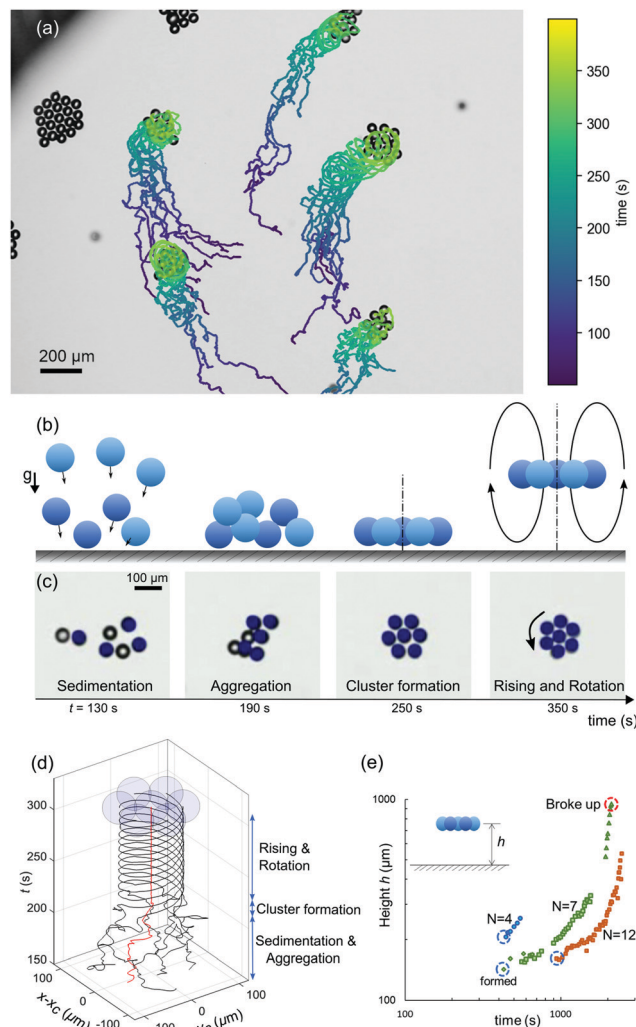 (a)
200 µm
350
300
250
200
150
100
time (s)
(b)
g
(c)
100 µm
Sedimentation
Aggregation
Cluster formation
Rising and Rotation
t = 130 s
190 s
250 s
350 s
time (s)
(d)
t (s)
300
250
200
150
Rising &
Rotation
Cluster formation
Sedimentation &
Aggregation
100
0
-100
x-xc (µm)
0
100
(e)
Height h (µm)
1000
100
Broke up
h
N=4
N=7
N=12
formed
100
1000
time (s)